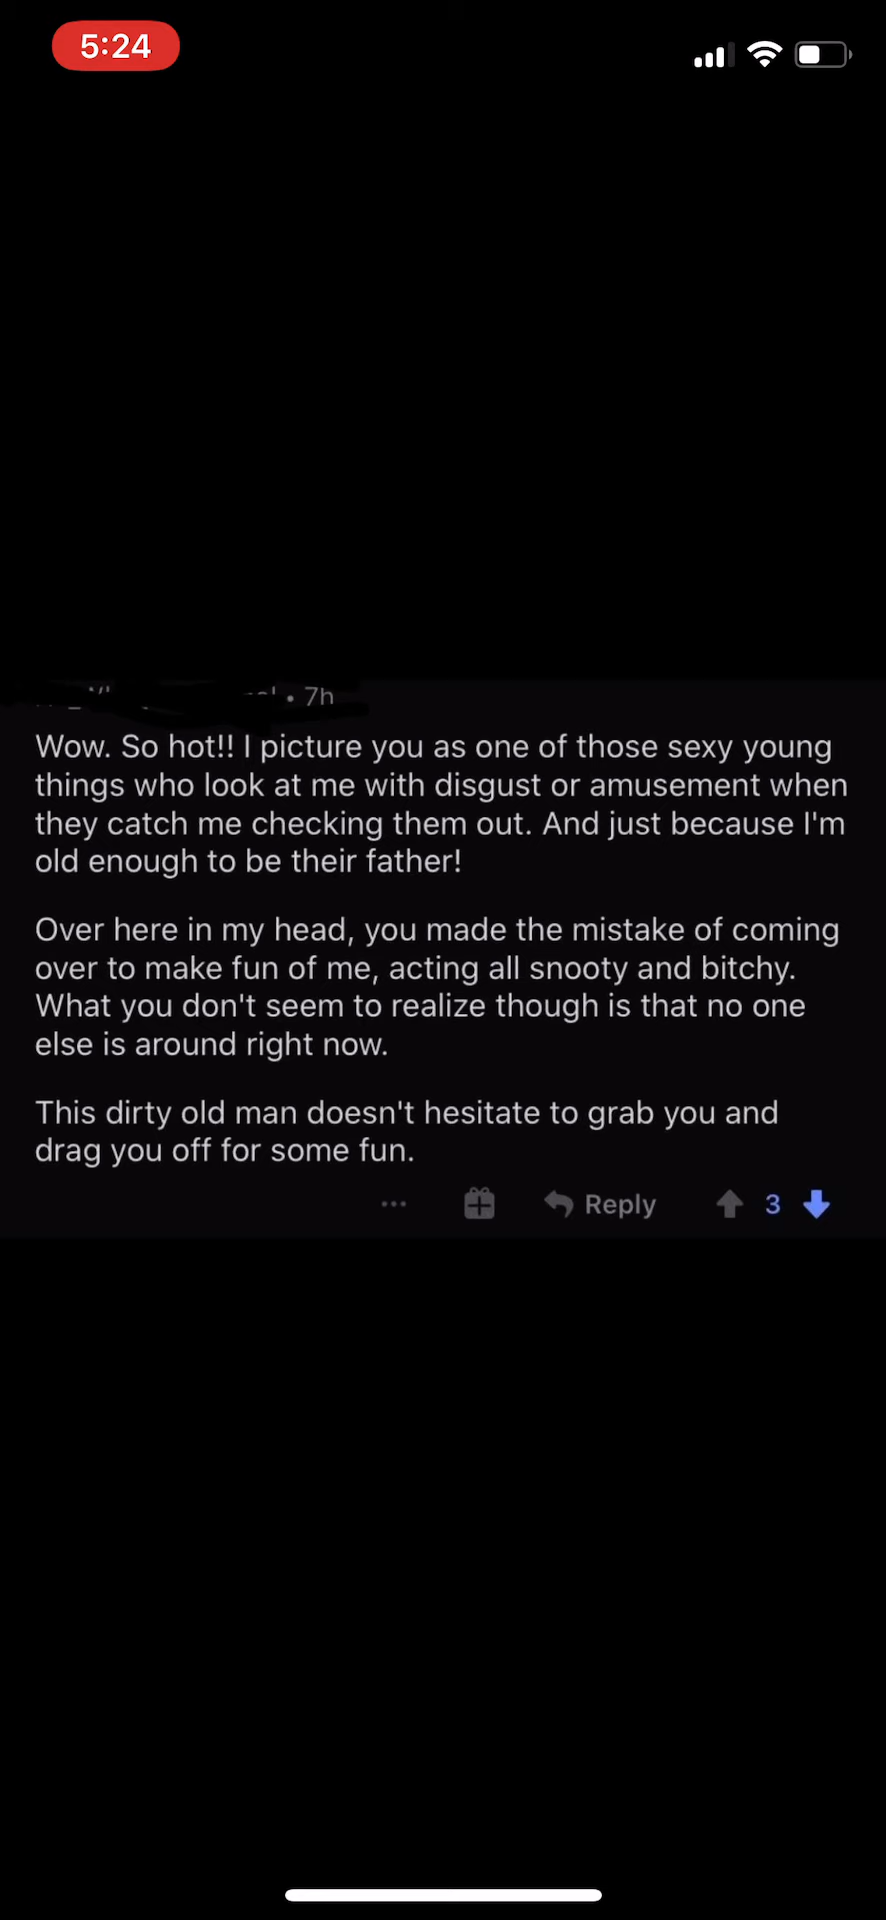 5:24
• 7h
Wow. So hot!! I picture you as one of those sexy young
things who look at me with disgust or amusement when
they catch me checking them out. And just because I'm
old enough to be their father!
Over here in my head, you made the mistake of coming
over to make fun of me, acting all snooty and bitchy.
What you don't seem to realize though is that no one
else is around right now.
This dirty old man doesn't hesitate to grab you and
drag you off for some fun.
... Reply 3